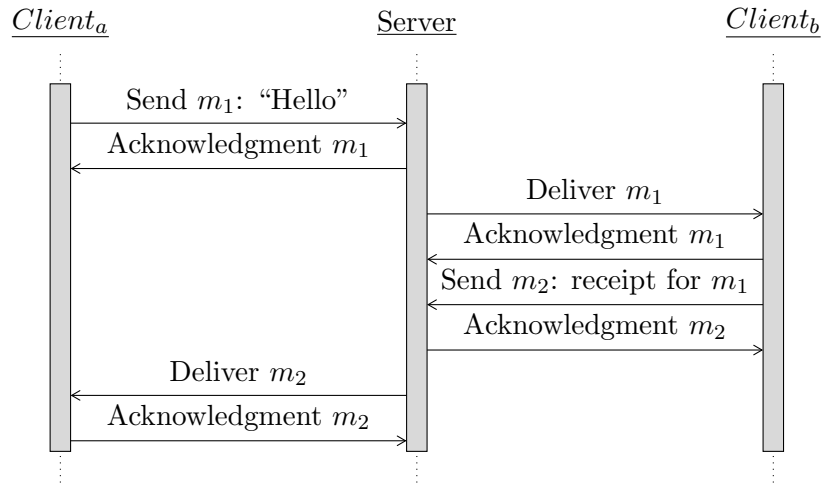 Client_a
Server
Client_b
Send m_1: “Hello”
Acknowledgment m_1
Deliver m_1
Acknowledgment m_1
Send m_2: receipt for m_1
Acknowledgment m_2
Deliver m_2
Acknowledgment m_2